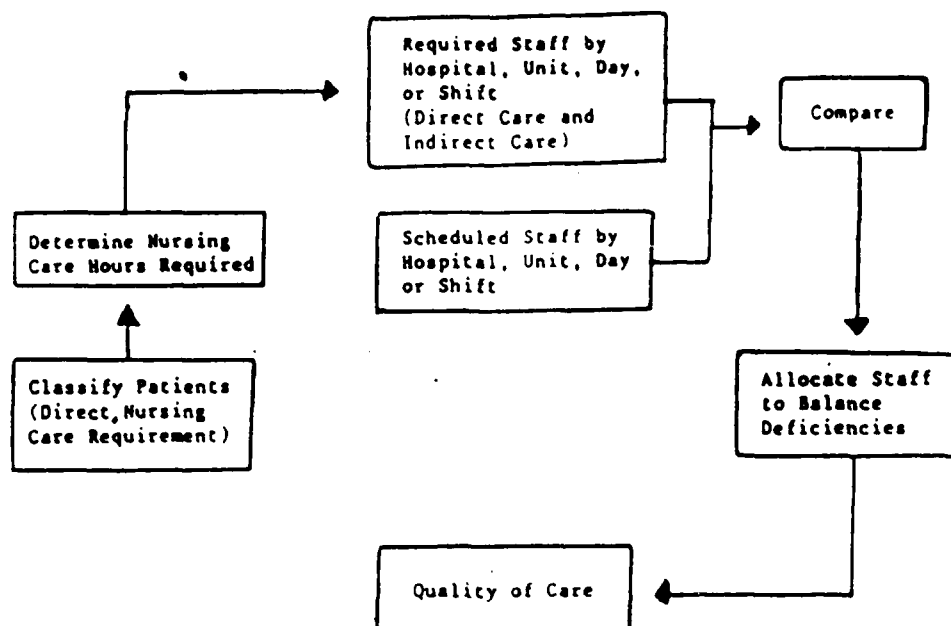 Required Staff by
Hospital, Unit, Day,
or Shift
(Direct Care and
Indirect Care)
Compare
Determine Nursing
Care Hours Required
Scheduled Staff by
Hospital, Unit, Day
or Shift
Classify Patients
(Direct, Nursing
Care Requirement)
Allocate Staff
to Balance
Deficiencies
Quality of Care